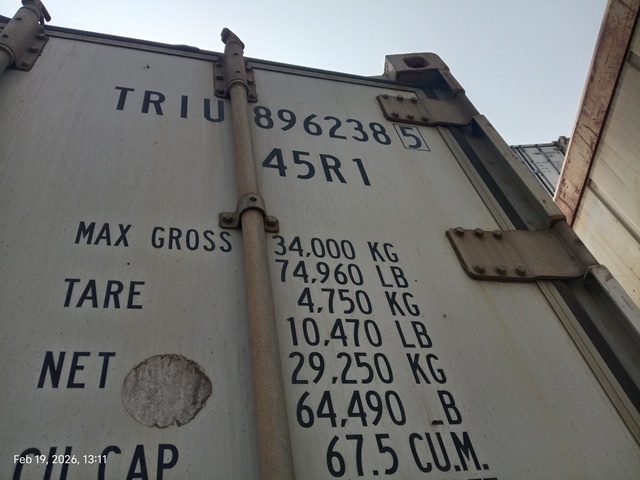 TRIU 896238 5
45R1
MAX GROSS 34,000 KG
74,960 LB
TARE 4,750 KG
10,470 LB
NET 29,250 KG
64,490 LB
CU.CAP 67.5 CU.M.
Feb 19, 2026, 13:11